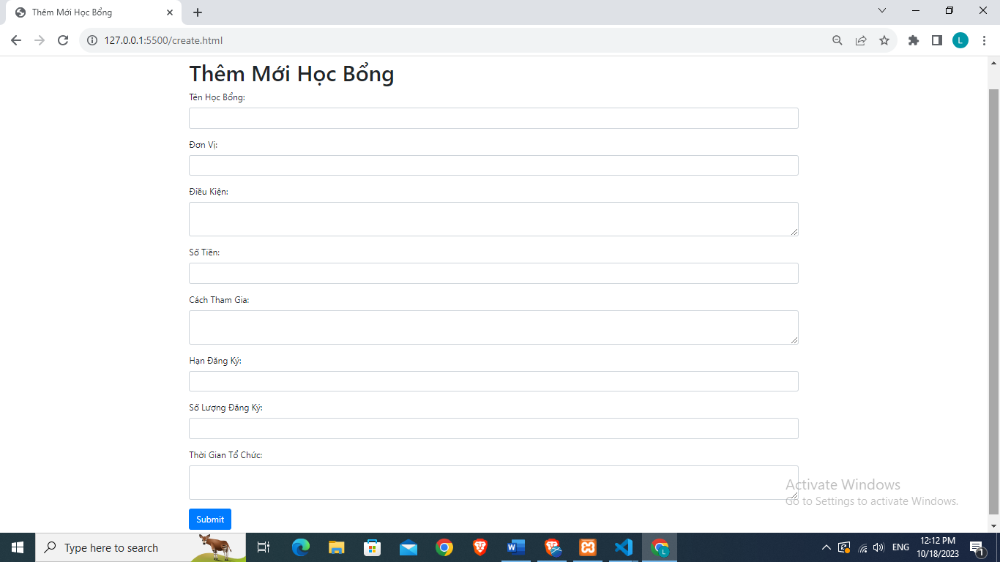 Thêm Mới Học Bổng
127.0.0.1:5500/create.html
L
Thêm Mới Học Bổng
Tên Học Bổng:
Đơn Vị:
Điều Kiện:
Số Tiền:
Cách Tham Gia:
Hạn Đăng Ký:
Số Lượng Đăng Ký:
Thời Gian Tổ Chức:
Activate Windows
Go to Settings to activate Windows.
Submit
Type here to search
W
L
ENG
12:12 PM
10/18/2023
1